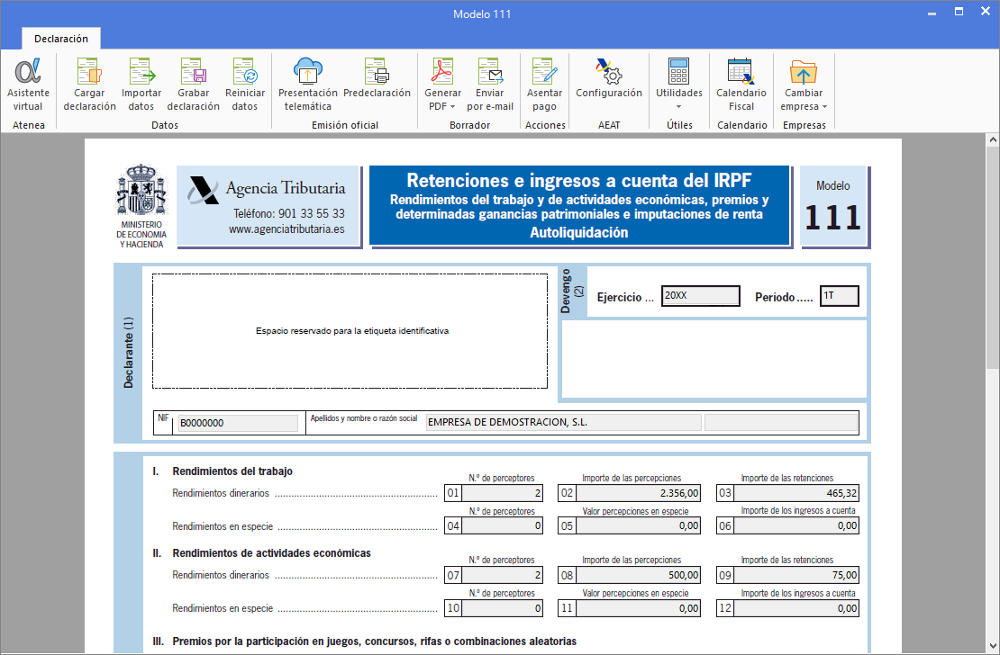 Modelo 111
Declaración
Asistente virtual
Cargar declaración
Importar datos
Grabar declaración
Reiniciar datos
Presentación telemática
Predeclaración
Generar PDF
Enviar por e-mail
Asentar pago
Configuración
Utilidades
Calendario Fiscal
Cambiar empresa
Atenea
Datos
Emisión oficial
Borrador
Acciones
AEAT
Útiles
Calendario
Empresas
MINISTERIO
DE ECONOMIA
Y HACIENDA
Agencia Tributaria
Teléfono: 901 33 55 33
www.agenciatributaria.es
Retenciones e ingresos a cuenta del IRPF
Rendimientos del trabajo y de actividades económicas, premios y
determinadas ganancias patrimoniales e imputaciones de renta
Autoliquidación
Modelo
111
Declarante (1)
Espacio reservado para la etiqueta identificativa
Devengo (2)
Ejercicio ... 20XX Período ..... 1T
NIF B0000000 Apellidos y nombre o razón social EMPRESA DE DEMOSTRACION, S.L.
I. Rendimientos del trabajo
N.º de perceptores Importe de las percepciones Importe de las retenciones
Rendimientos dinerarios 01 2 02 2.356,00 03 465,32
N.º de perceptores Valor percepciones en especie Importe de los ingresos a cuenta
Rendimientos en especie 04 0 05 0,00 06 0,00
II. Rendimientos de actividades económicas
N.º de perceptores Importe de las percepciones Importe de las retenciones
Rendimientos dinerarios 07 2 08 500,00 09 75,00
N.º de perceptores Valor percepciones en especie Importe de los ingresos a cuenta
Rendimientos en especie 10 0 11 0,00 12 0,00
III. Premios por la participación en juegos, concursos, rifas o combinaciones aleatorias